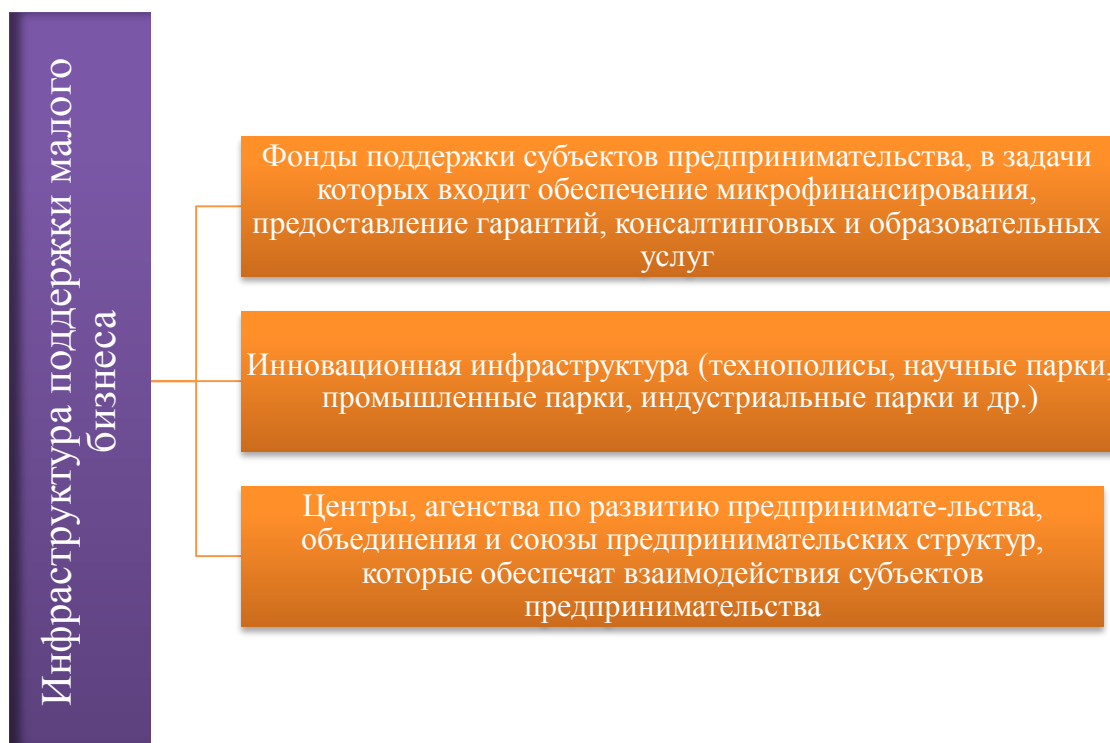 Инфраструктура поддержки малого
бизнеса
Фонды поддержки субъектов предпринимательства, в задачи
которых входит обеспечение микрофинансирования,
предоставление гарантий, консалтинговых и образовательных
услуг
Инновационная инфраструктура (технополисы, научные парки,
промышленные парки, индустриальные парки и др.)
Центры, агенства по развитию предпринимате-льства,
объединения и союзы предпринимательских структур,
которые обеспечат взаимодействия субъектов
предпринимательства